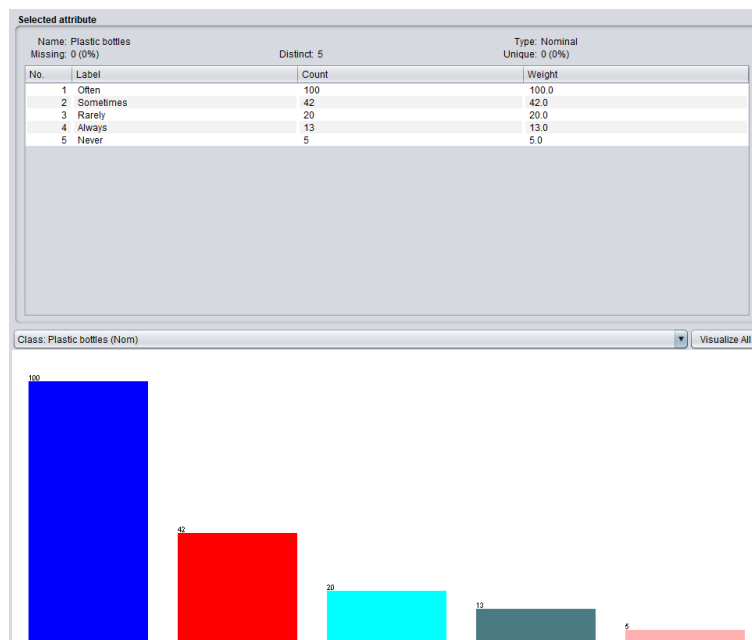 Selected attribute
Name: Plastic bottles Type: Nominal
Missing: 0 (0%) Distinct: 5 Unique: 0 (0%)
No. Label Count Weight
1 Often 100 100.0
2 Sometimes 42 42.0
3 Rarely 20 20.0
4 Always 13 13.0
5 Never 5 5.0
Class: Plastic bottles (Nom) Visualize All
100
42
20
13
5